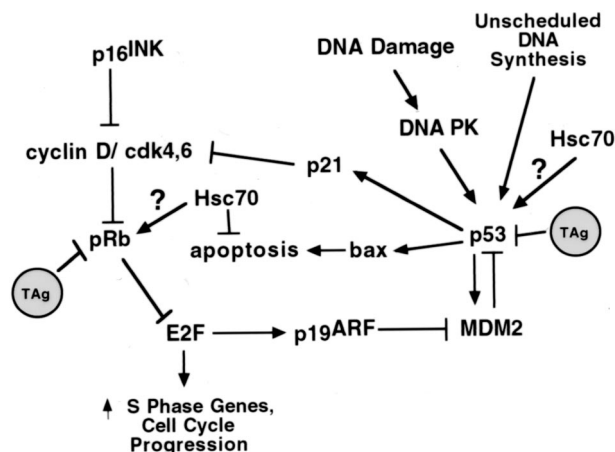 Unscheduled
DNA
Synthesis
p16INK
DNA Damage
DNA PK
Hsc70
?
cyclin D/ cdk4,6
p21
?
Hsc70
pRb
apoptosis
bax
p53
TAg
TAg
E2F
p19ARF
MDM2
S Phase Genes,
Cell Cycle
Progression